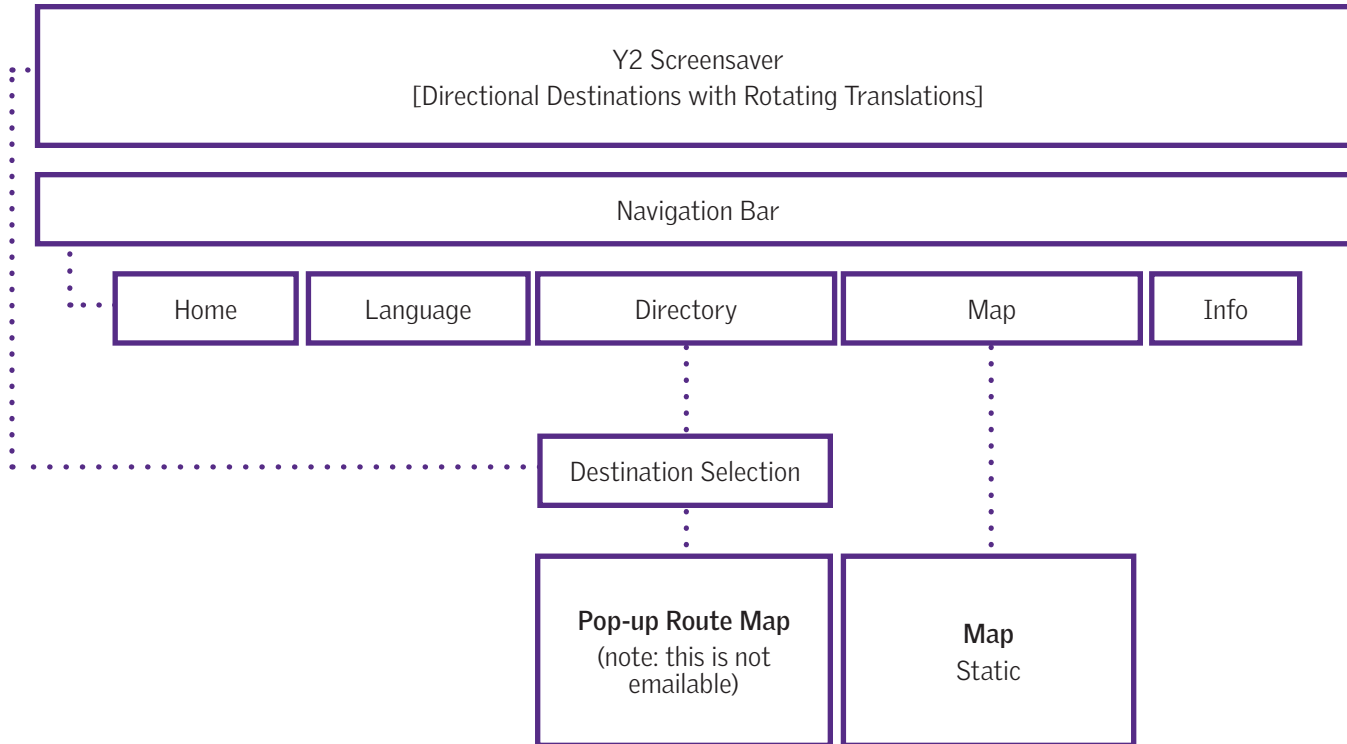 Y2 Screensaver
[Directional Destinations with Rotating Translations]
Navigation Bar
Home
Language
Directory
Map
Info
Destination Selection
Pop-up Route Map
(note: this is not
emailable)
Map
Static